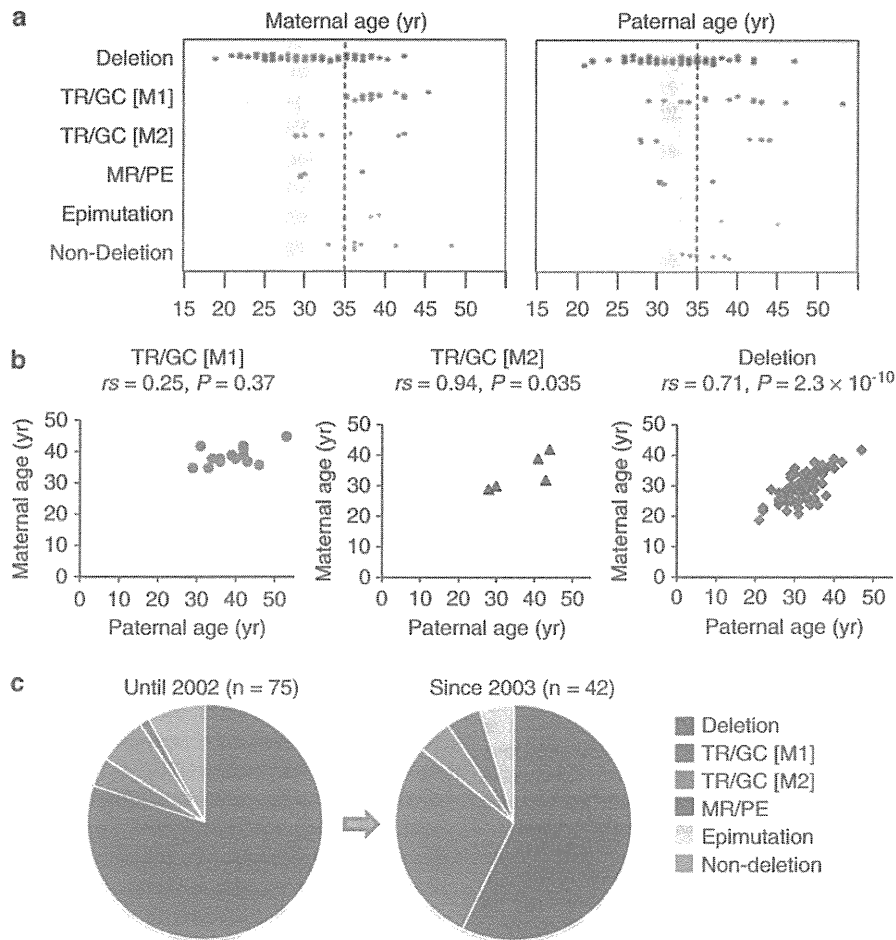 a
Maternal age (yr)
Paternal age (yr)
Deletion
TR/GC [M1]
TR/GC [M2]
MR/PE
Epimutation
Non-Deletion
15 20 25 30 35 40 45 50
15 20 25 30 35 40 45 50
b
TR/GC [M1]
rs = 0.25, P = 0.37
TR/GC [M2]
rs = 0.94, P = 0.035
Deletion
rs = 0.71, P = 2.3 × 10-10
Maternal age (yr)
50
40
30
20
10
0
0 10 20 30 40 50
Paternal age (yr)
Maternal age (yr)
50
40
30
20
10
0
0 10 20 30 40 50
Paternal age (yr)
Maternal age (yr)
50
40
30
20
10
0
0 10 20 30 40 50
Paternal age (yr)
c
Until 2002 (n = 75)
Since 2003 (n = 42)
Deletion
TR/GC [M1]
TR/GC [M2]
MR/PE
Epimutation
Non-deletion